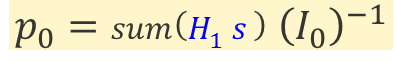 p₀ = sum(H₁ s) (I₀)⁻¹